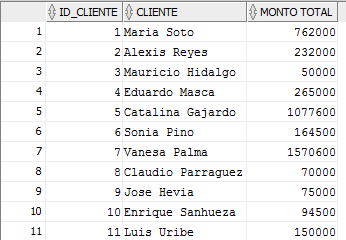 ID_CLIENTE CLIENTE MONTO TOTAL
1 1 Maria Soto 762000
2 2 Alexis Reyes 232000
3 3 Mauricio Hidalgo 50000
4 4 Eduardo Masca 265000
5 5 Catalina Gajardo 1077600
6 6 Sonia Pino 164500
7 7 Vanesa Palma 1570600
8 8 Claudio Parraguez 70000
9 9 Jose Hevia 75000
10 10 Enrique Sanhueza 94500
11 11 Luis Uribe 150000